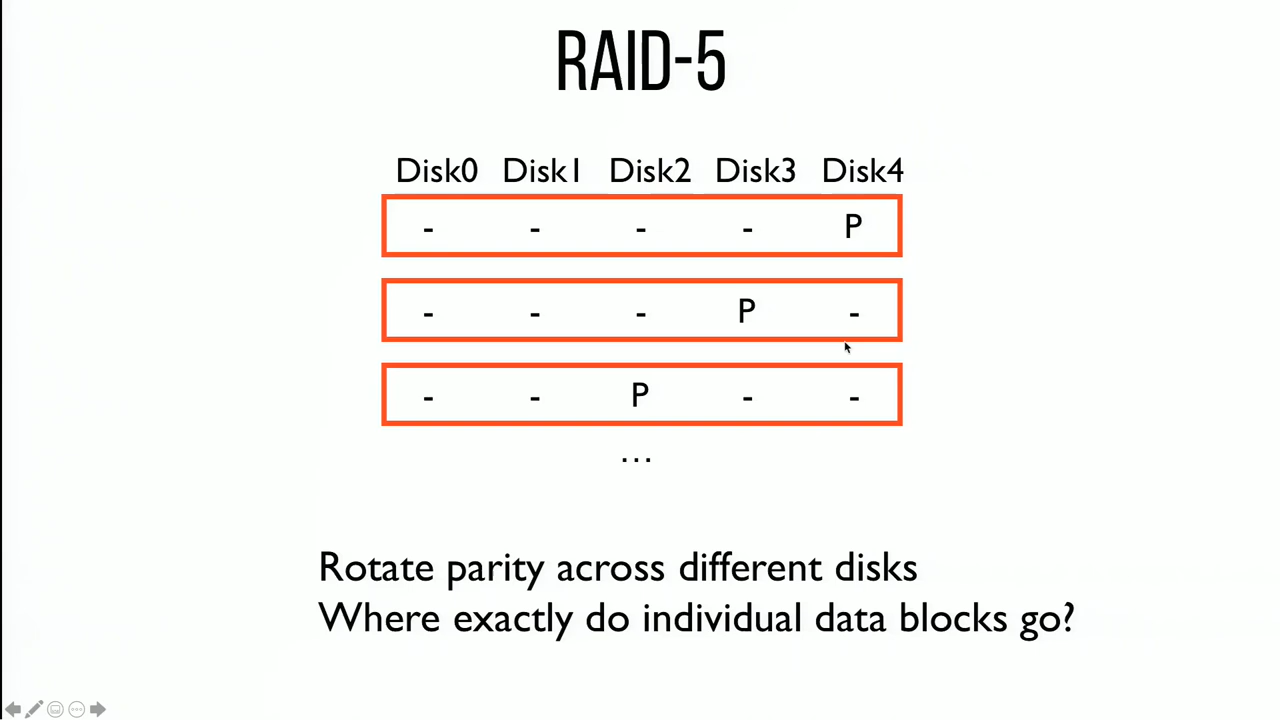 RAID-5
Disk0 Disk1 Disk2 Disk3 Disk4
- - - - P
- - - P -
- - P - -
...
Rotate parity across different disks
Where exactly do individual data blocks go?